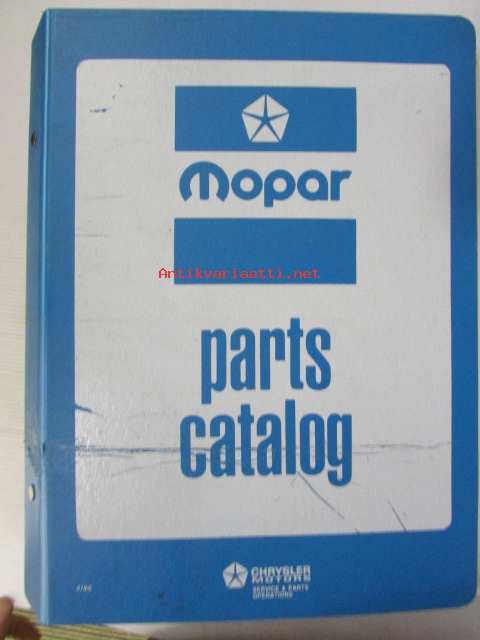 mopar
Antikvariaatti.net
parts
catalog
CHRYSLER
MOTORS
SERVICE & PARTS
OPERATIONS